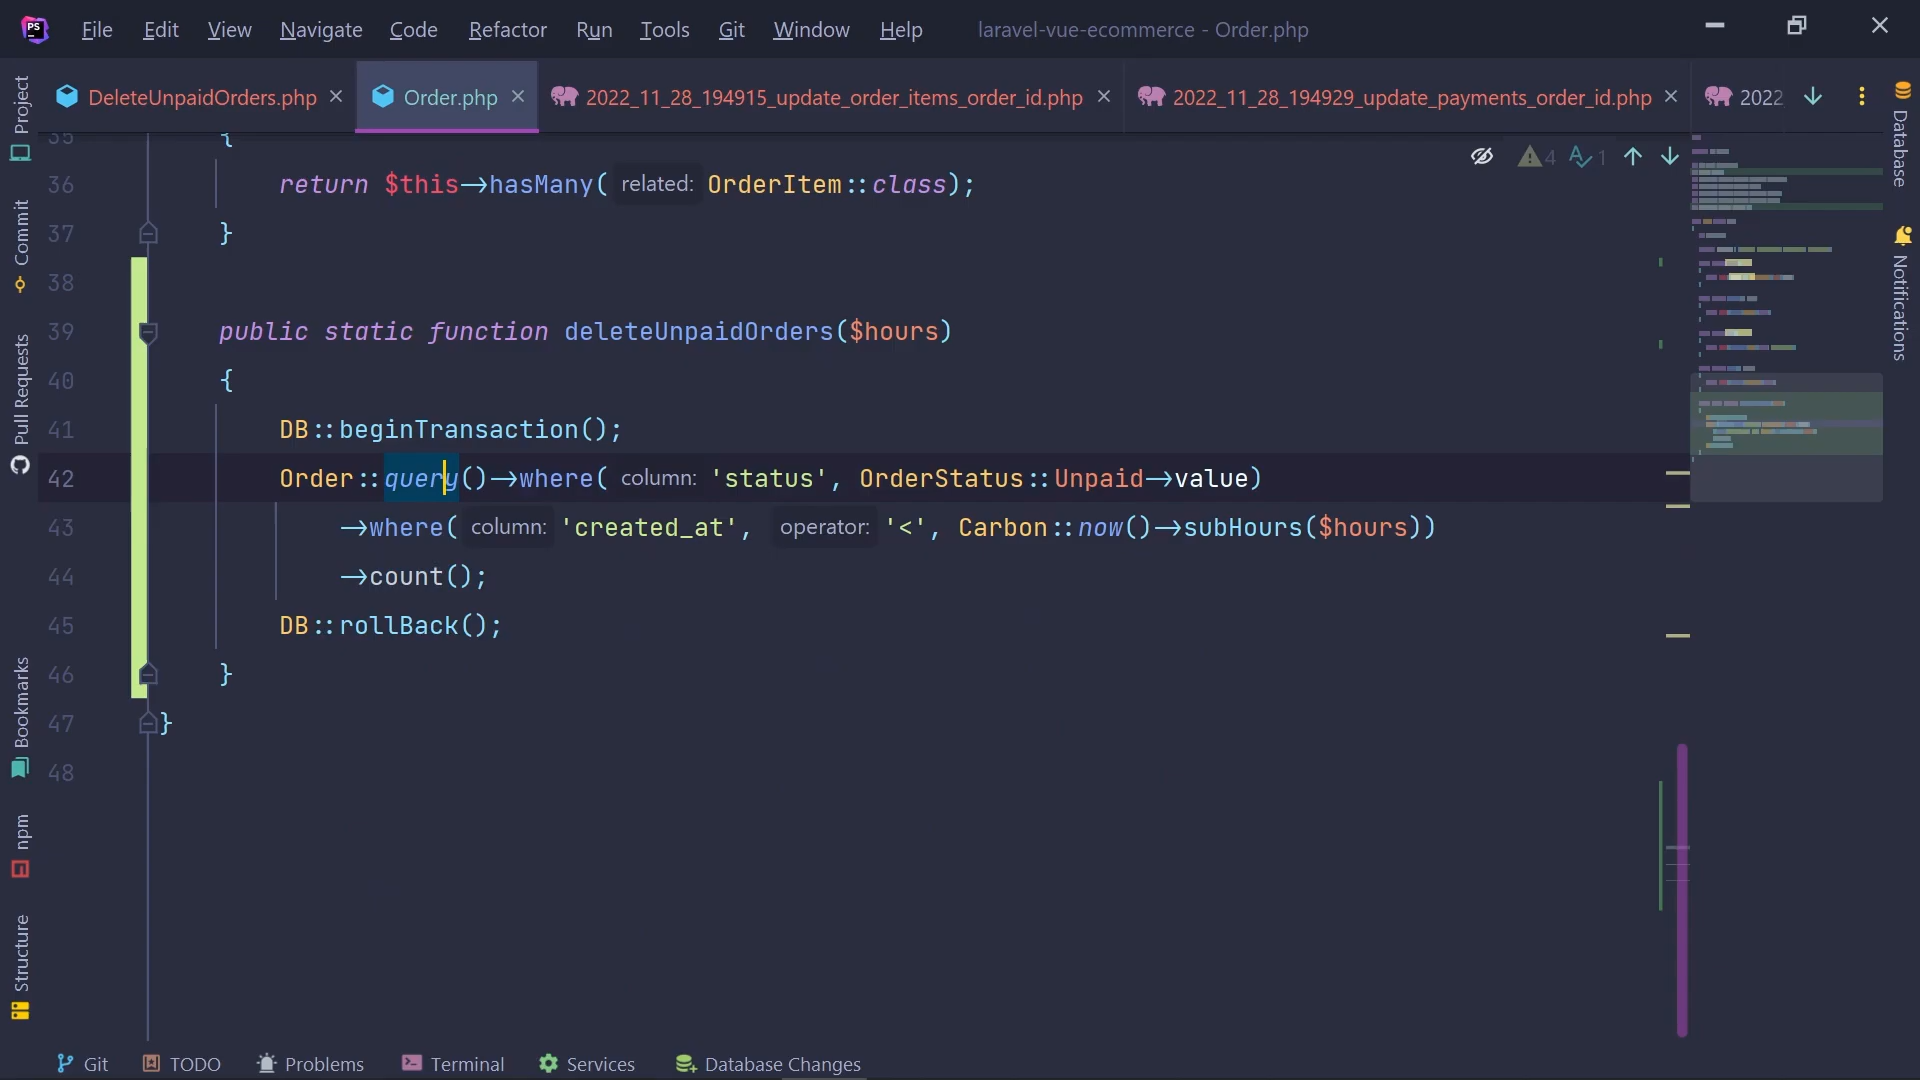 PS File Edit View Navigate Code Refactor Run Tools Git Window Help laravel-vue-ecommerce - Order.php
DeleteUnpaidOrders.php Order.php 2022_11_28_194915_update_order_items_order_id.php 2022_11_28_194929_update_payments_order_id.php 2022
Project
Commit
Pull Requests
Bookmarks
npm
Structure
Database
Notifications
4 1
35 {
36 return $this->hasMany( related: OrderItem::class);
37 }
38
39 public static function deleteUnpaidOrders($hours)
40 {
41 DB::beginTransaction();
42 Order::query()->where( column: 'status', OrderStatus::Unpaid->value)
43 ->where( column: 'created_at', operator: '<', Carbon::now()->subHours($hours))
44 ->count();
45 DB::rollBack();
46 }
47 }
48
Git TODO Problems Terminal Services Database Changes